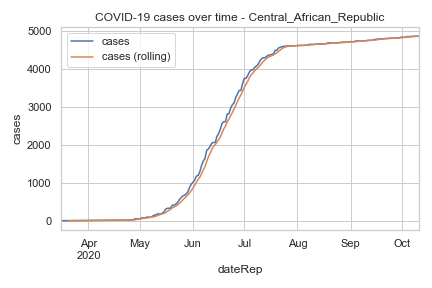 COVID-19 cases over time - Central_African_Republic
cases
cases (rolling)
5000
4000
3000
2000
1000
0
cases
Apr May Jun Jul Aug Sep Oct
2020
dateRep